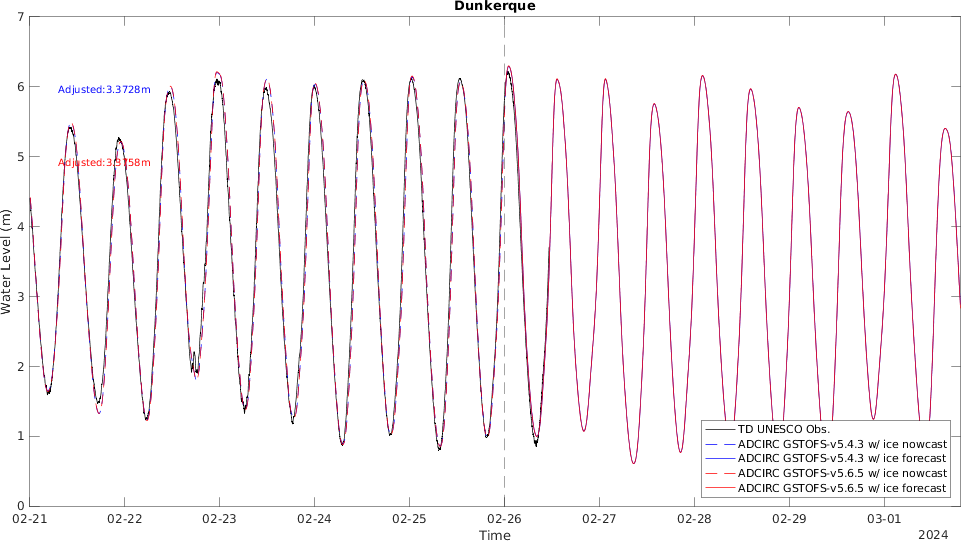 Dunkerque
7
6
5
4
3
2
1
0
Water Level (m)
Adjusted:3.3728m
Adjusted:3.3758m
TD UNESCO Obs.
ADCIRC GSTOFS-v5.4.3 w/ ice nowcast
ADCIRC GSTOFS-v5.4.3 w/ ice forecast
ADCIRC GSTOFS-v5.6.5 w/ ice nowcast
ADCIRC GSTOFS-v5.6.5 w/ ice forecast
02-21 02-22 02-23 02-24 02-25 02-26 02-27 02-28 02-29 03-01
Time
2024